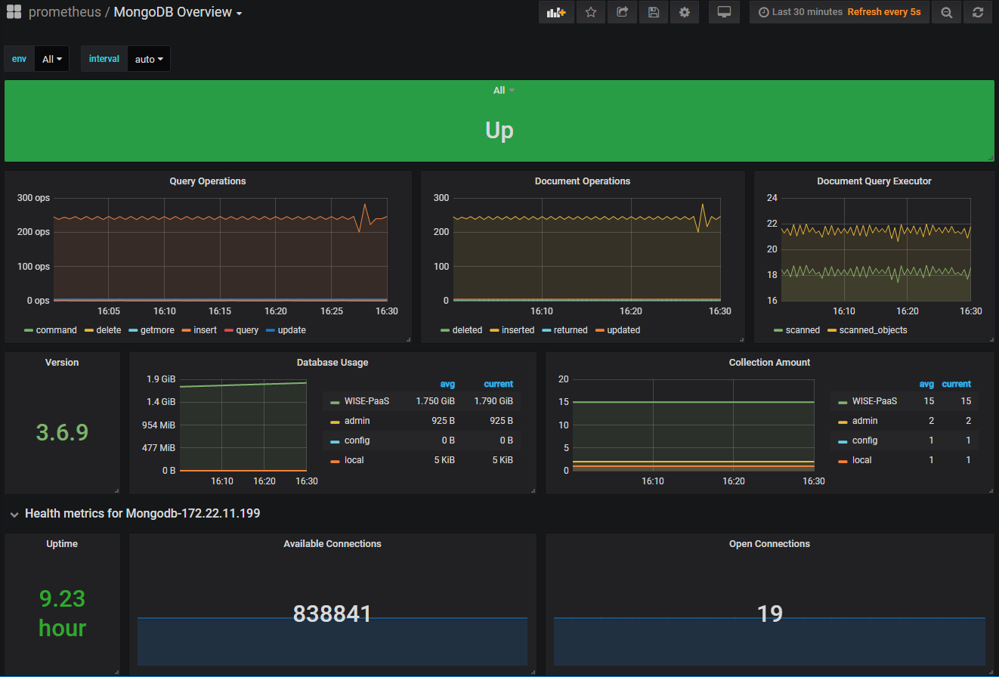 prometheus / MongoDB Overview
Last 30 minutes Refresh every 5s
env All interval auto
All
Up
Query Operations
300 ops
200 ops
100 ops
0 ops
16:05 16:10 16:15 16:20 16:25 16:30
command delete getmore insert query update
Document Operations
300
200
100
0
16:10 16:20 16:30
deleted inserted returned updated
Document Query Executor
24
22
20
18
16
16:10 16:20 16:30
scanned scanned_objects
Version
3.6.9
Database Usage
1.9 GiB
1.4 GiB
954 MiB
477 MiB
0 B
16:10 16:20 16:30
avg current
WISE-PaaS 1.750 GiB 1.790 GiB
admin 925 B 925 B
config 0 B 0 B
local 5 KiB 5 KiB
Collection Amount
20
15
10
5
0
16:10 16:20 16:30
avg current
WISE-PaaS 15 15
admin 2 2
config 1 1
local 1 1
Health metrics for Mongodb-172.22.11.199
Uptime
9.23
hour
Available Connections
838841
Open Connections
19